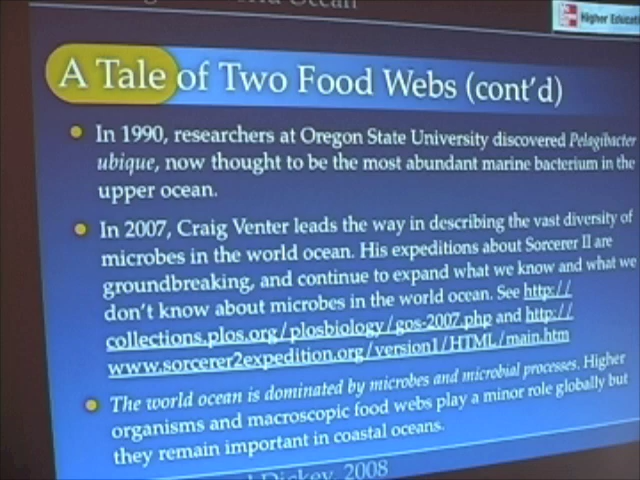 Ocean
Higher Educati
A Tale of Two Food Webs (cont'd)
In 1990, researchers at Oregon State University discovered Pelagibacter
ubique, now thought to be the most abundant marine bacterium in the
upper ocean.
In 2007, Craig Venter leads the way in describing the vast diversity of
microbes in the world ocean. His expeditions about Sorcerer II are
groundbreaking, and continue to expand what we know and what we
don't know about microbes in the world ocean. See http://
collections.plos.org/plosbiology/gos-2007.php and http://
www.sorcerer2expedition.org/version1/HTML/main.htm
The world ocean is dominated by microbes and microbial processes. Higher
organisms and macroscopic food webs play a minor role globally but
they remain important in coastal oceans.
Dickey, 2008